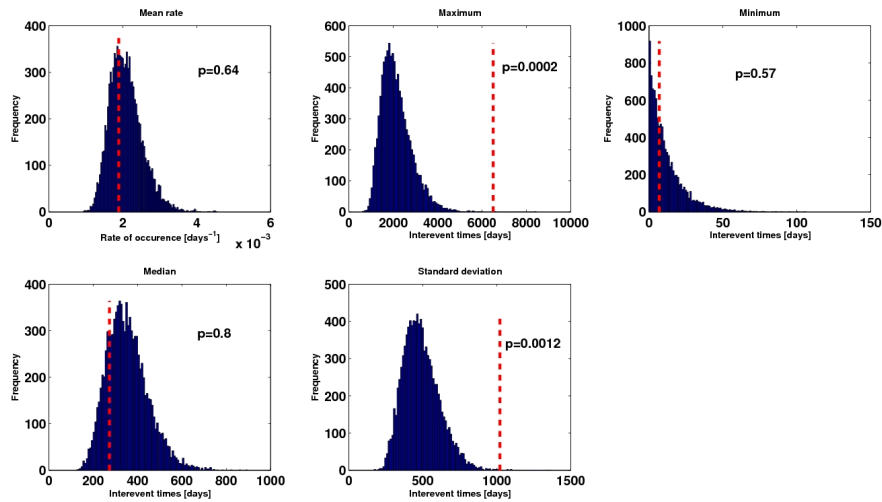 Mean rate
400
300
200
100
0
Frequency
p=0.64
0 2 4 6
Rate of occurence [days⁻¹]
x 10⁻³
Maximum
600
500
400
300
200
100
0
Frequency
p=0.0002
0 2000 4000 6000 8000 10000
Interevent times [days]
Minimum
1000
800
600
400
200
0
Frequency
p=0.57
0 50 100 150
Interevent times [days]
Median
400
300
200
100
0
Frequency
p=0.8
0 200 400 600 800 1000
Interevent times [days]
Standard deviation
500
400
300
200
100
0
Frequency
p=0.0012
0 500 1000 1500
Interevent times [days]